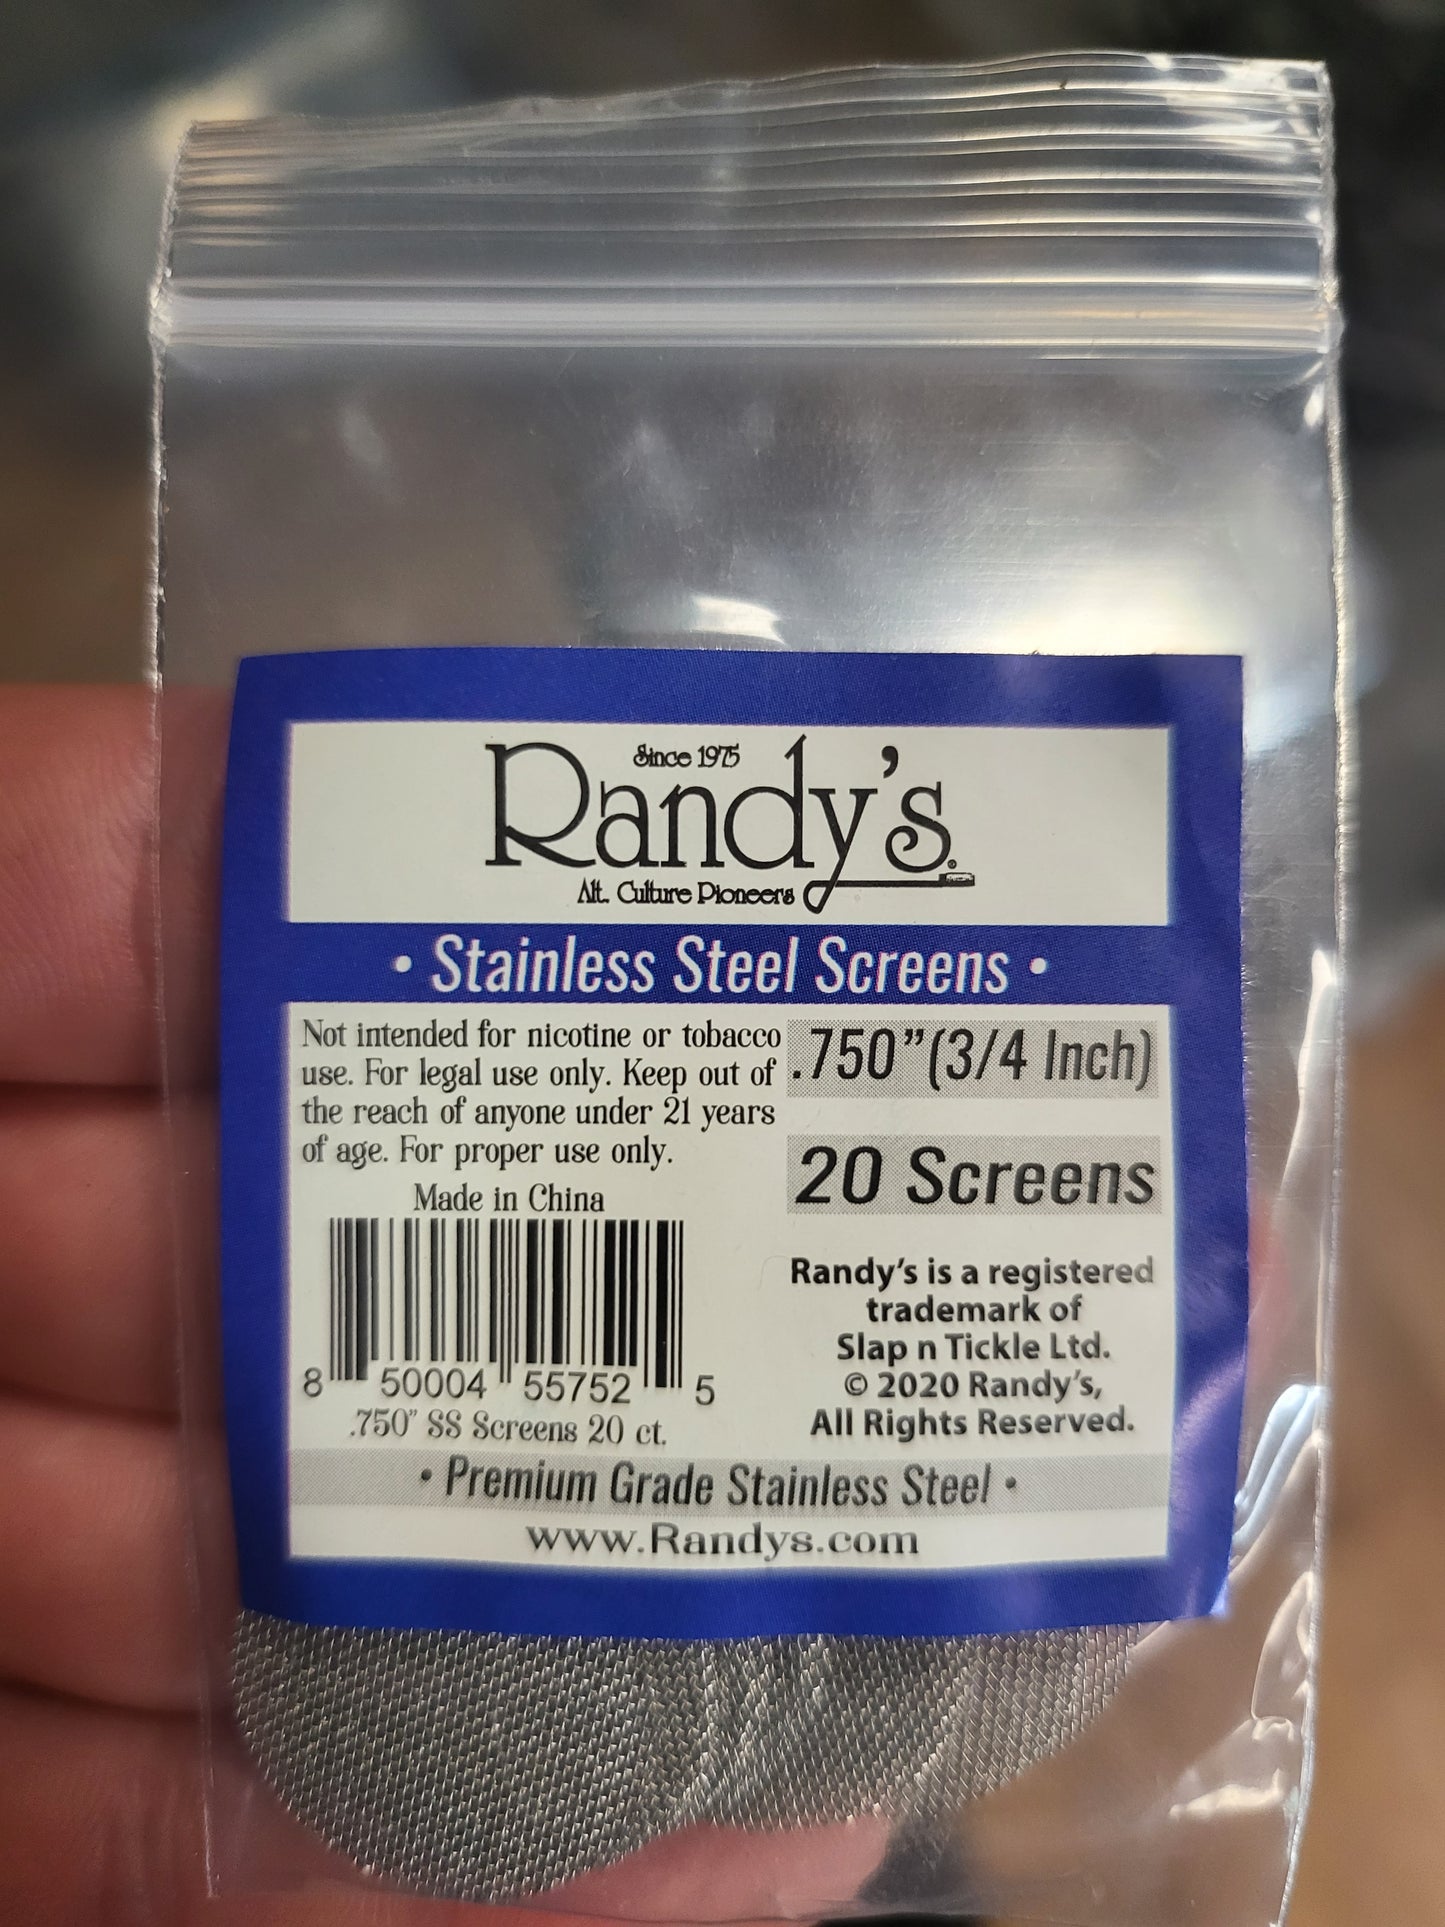 Since 1975
Randy's®
Alt. Culture Pioneers
• Stainless Steel Screens •
Not intended for nicotine or tobacco
use. For legal use only. Keep out of
the reach of anyone under 21 years
of age. For proper use only.
Made in China
8 50004 55752 5
.750" SS Screens 20 ct.
.750”(3/4 Inch)
20 Screens
Randy’s is a registered
trademark of
Slap n Tickle Ltd.
© 2020 Randy’s,
All Rights Reserved.
• Premium Grade Stainless Steel •
www.Randys.com